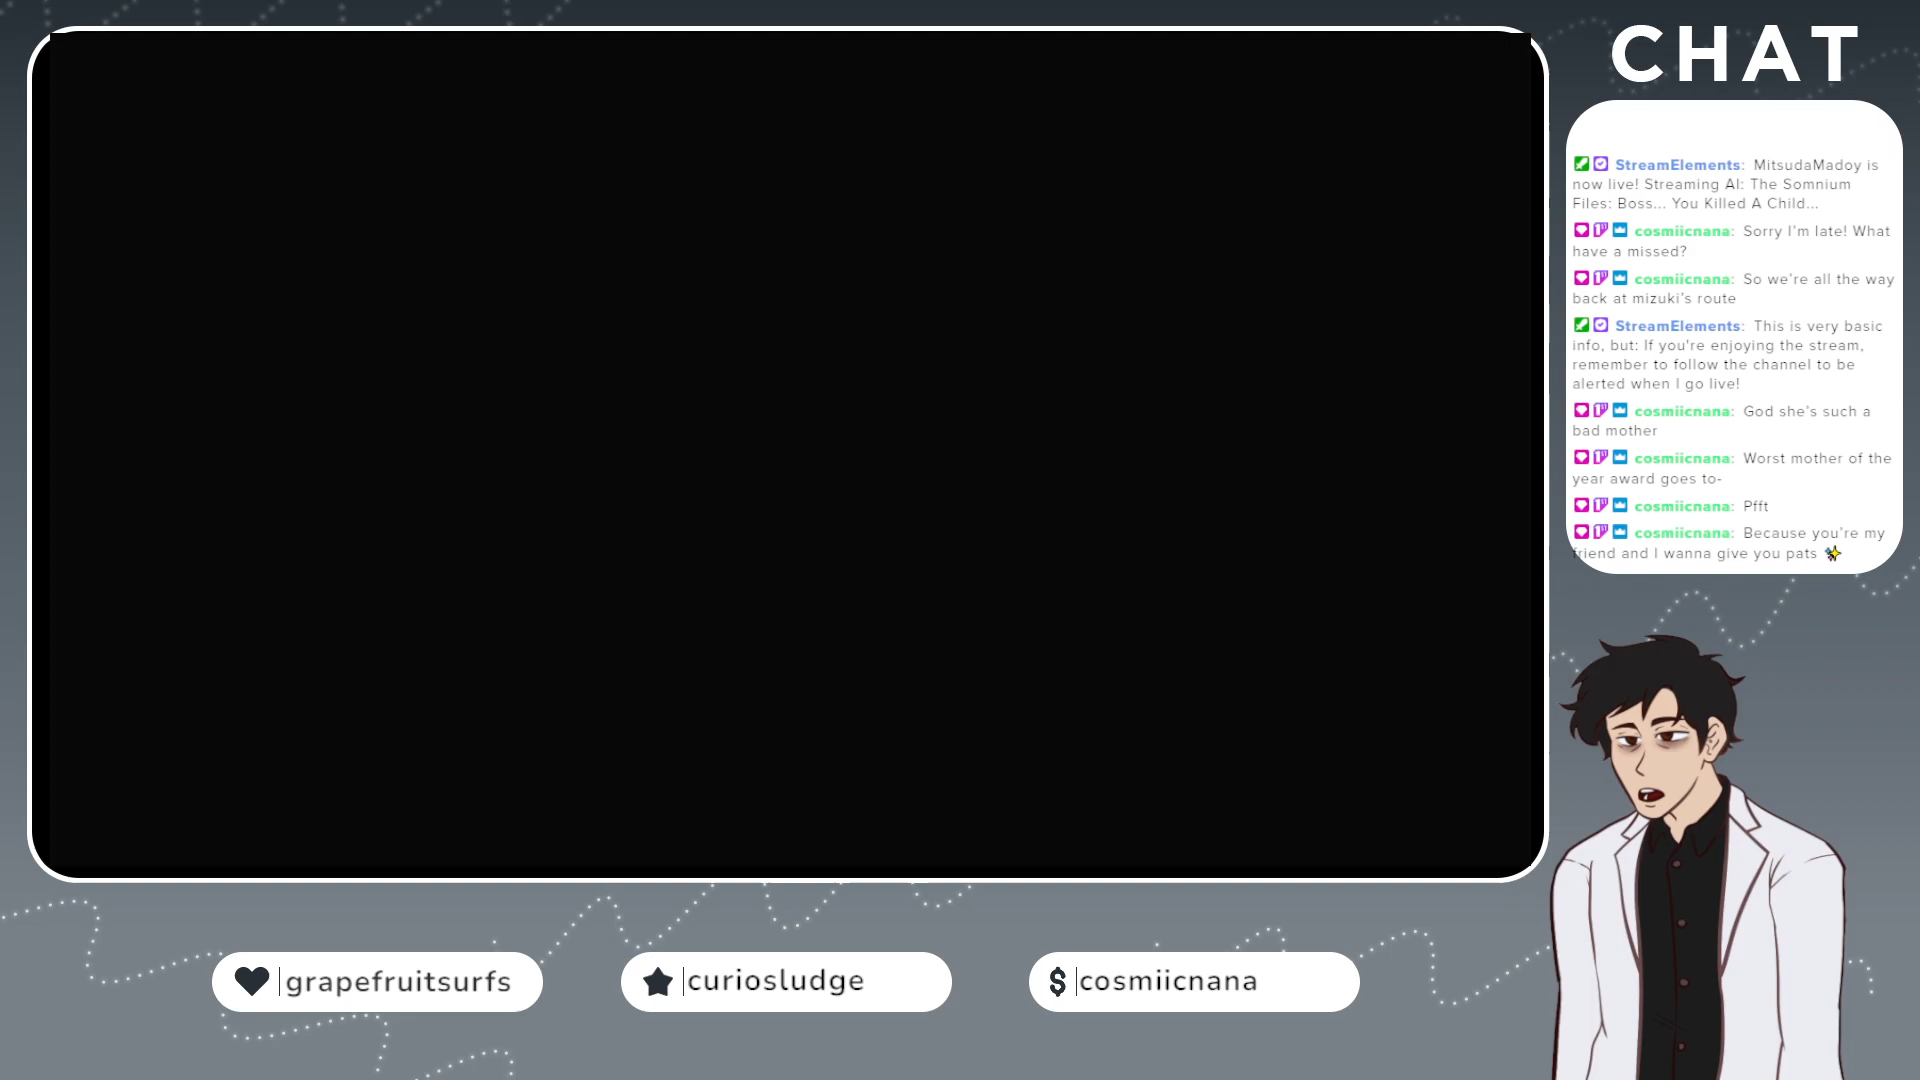 CHAT
StreamElements: MitsudaMadoy is
now live! Streaming AI: The Somnium
Files: Boss... You Killed A Child...
cosmiicnana: Sorry I'm late! What
have a missed?
cosmiicnana: So we're all the way
back at mizuki's route
StreamElements: This is very basic
info, but: If you're enjoying the stream,
remember to follow the channel to be
alerted when I go live!
cosmiicnana: God she's such a
bad mother
cosmiicnana: Worst mother of the
year award goes to-
cosmiicnana: Pfft
cosmiicnana: Because you're my
friend and I wanna give you pats ✨
grapefruitsurfs
curiosludge
$ cosmiicnana